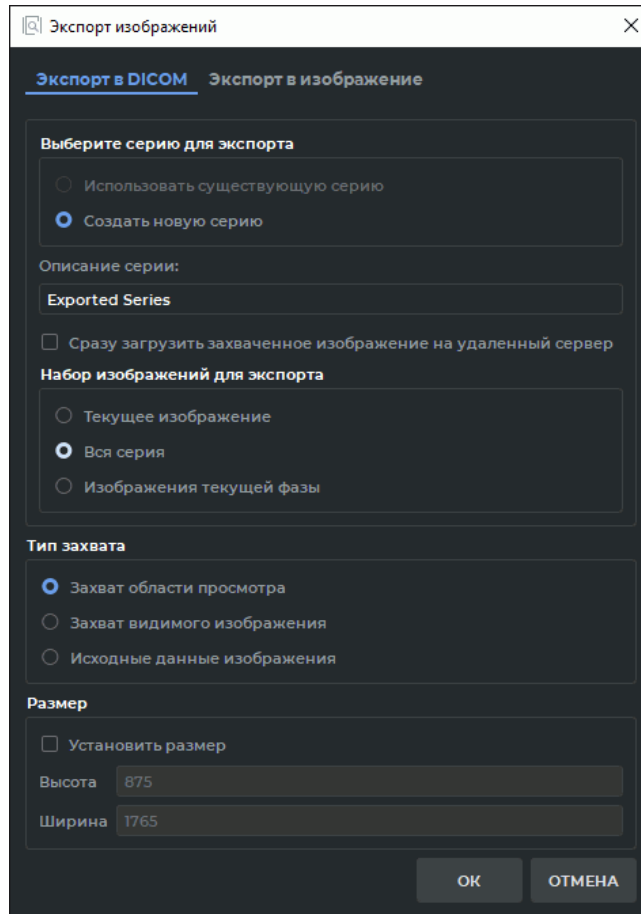 Экспорт изображений
Экспорт в DICOM Экспорт в изображение
Выберите серию для экспорта
Использовать существующую серию
Создать новую серию
Описание серии:
Exported Series
Сразу загрузить захваченное изображение на удаленный сервер
Набор изображений для экспорта
Текущее изображение
Вся серия
Изображения текущей фазы
Тип захвата
Захват области просмотра
Захват видимого изображения
Исходные данные изображения
Размер
Установить размер
Высота 875
Ширина 1765
ОК ОТМЕНА